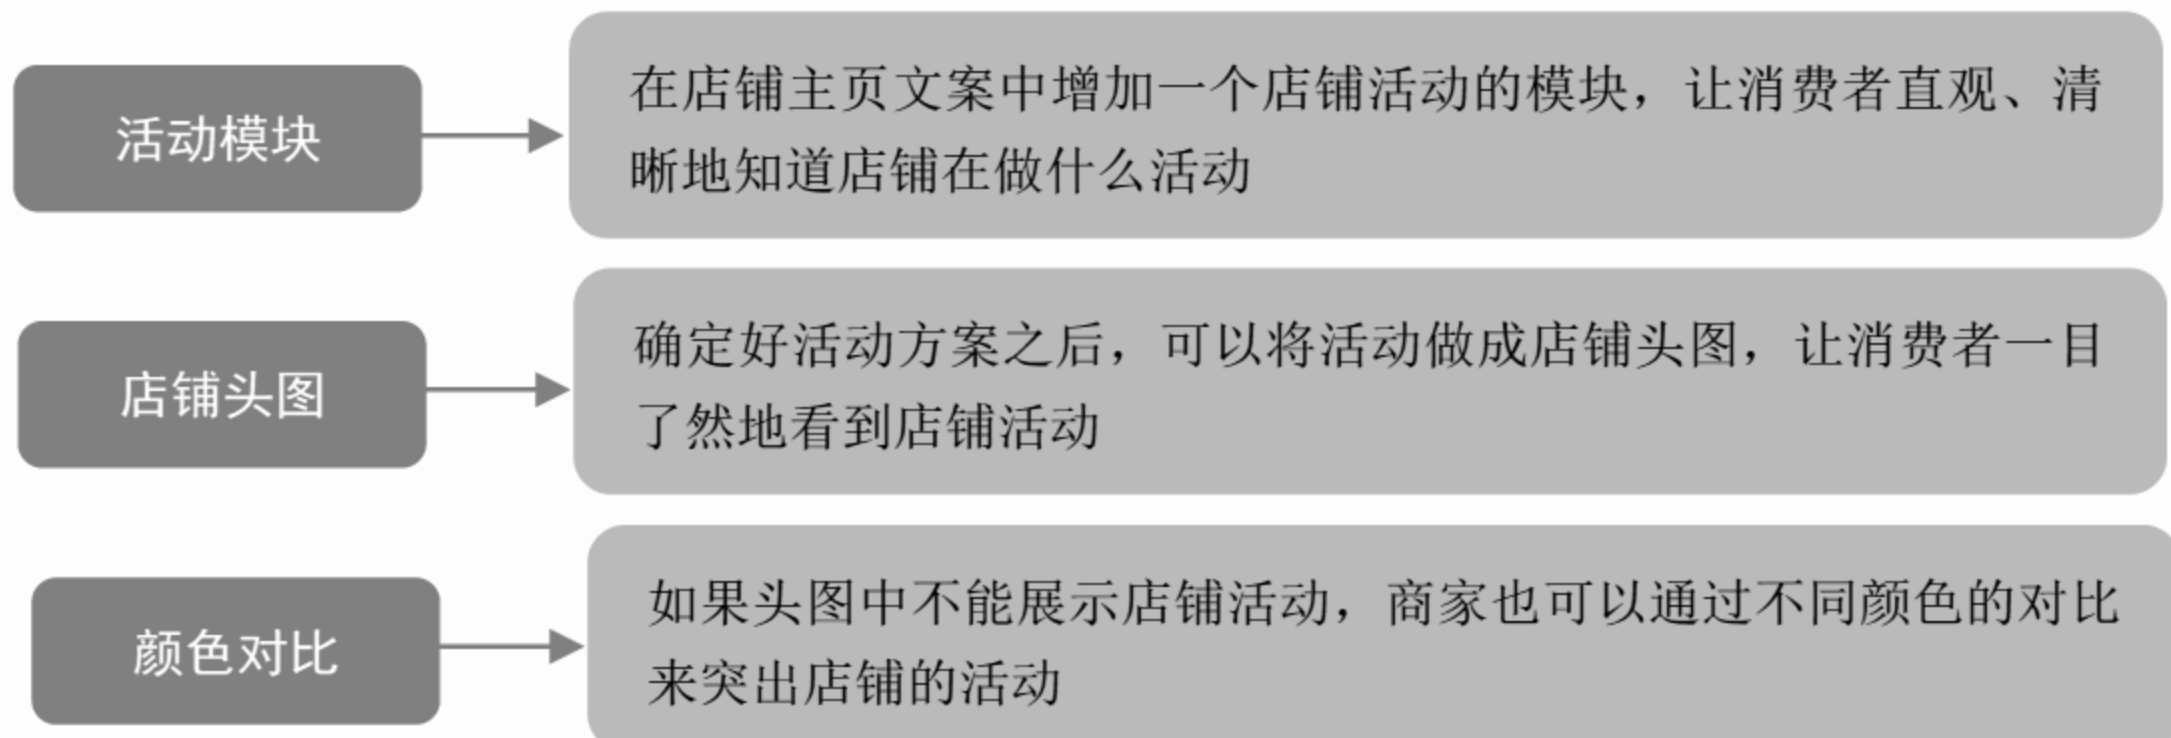 活动模块
在店铺主页文案中增加一个店铺活动的模块，让消费者直观、清
晰地知道店铺在做什么活动
店铺头图
确定好活动方案之后，可以将活动做成店铺头图，让消费者一目
了然地看到店铺活动
颜色对比
如果头图中不能展示店铺活动，商家也可以通过不同颜色的对比
来突出店铺的活动